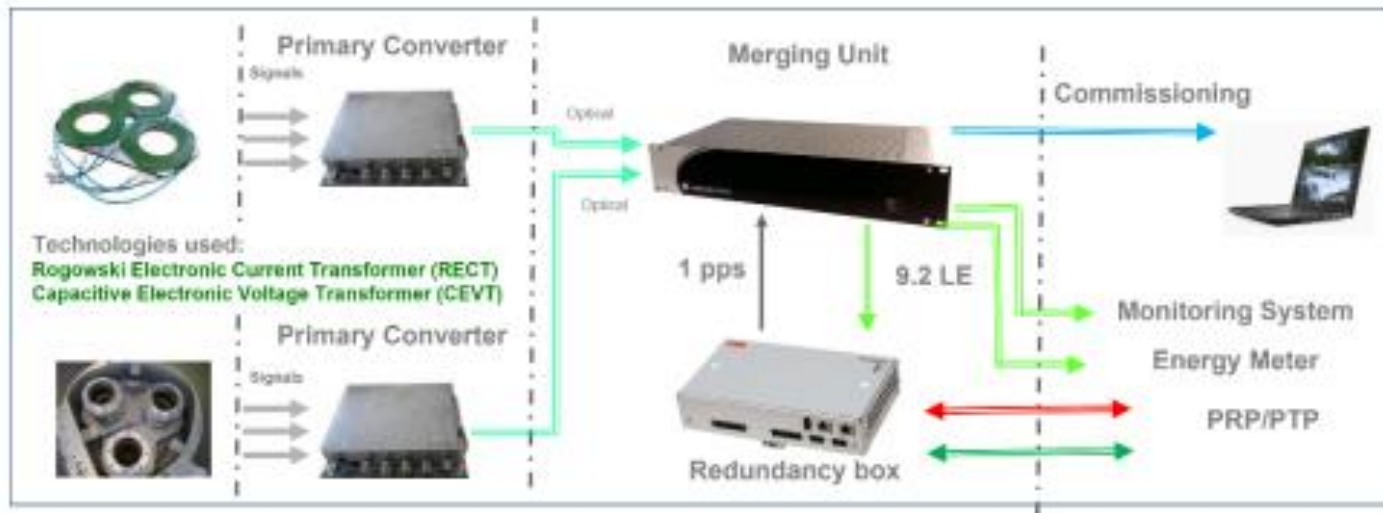 Primary Converter
Signals
Merging Unit
Commissioning
Optical
Optical
Technologies used:
Rogowski Electronic Current Transformer (RECT)
Capacitive Electronic Voltage Transformer (CEVT)
1 pps
9.2 LE
Monitoring System
Primary Converter
Energy Meter
Signals
PRP/PTP
Redundancy box